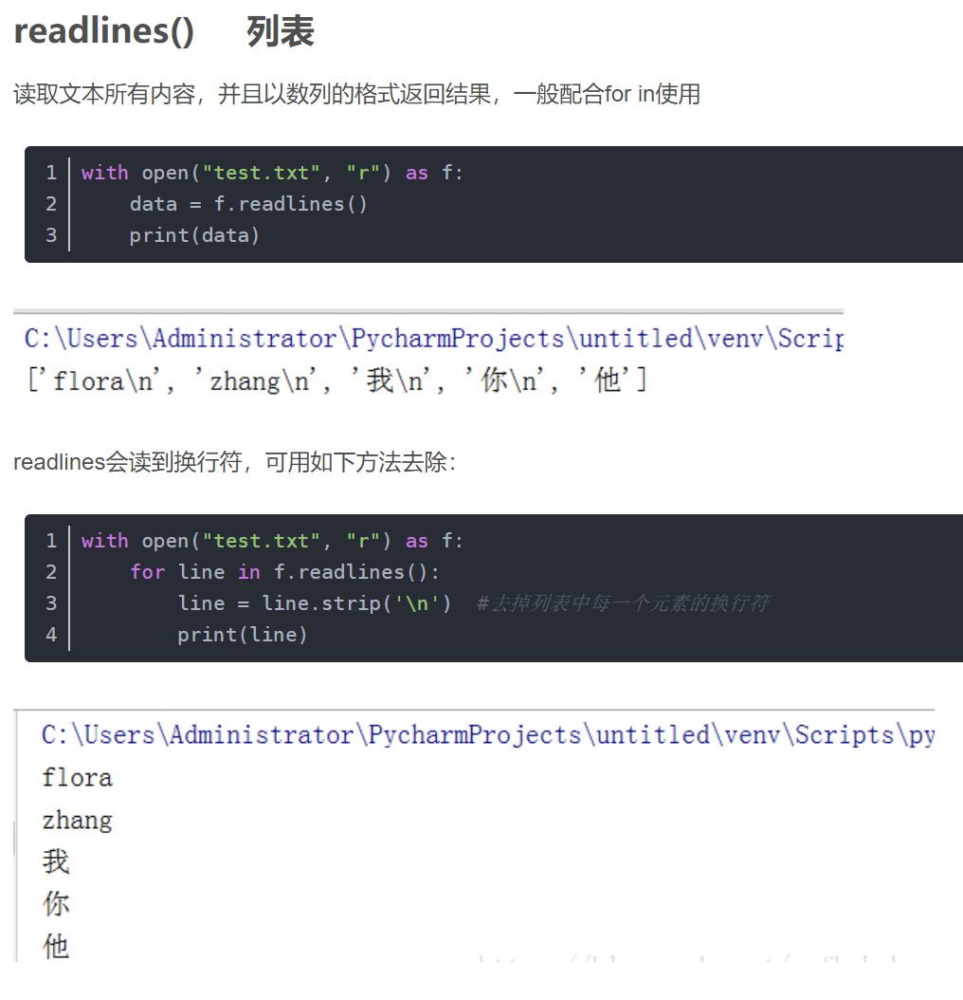 readlines() 列表
读取文本所有内容，并且以数列的格式返回结果，一般配合for in使用
1 with open("test.txt", "r") as f:
2     data = f.readlines()
3     print(data)
C:\Users\Administrator\PycharmProjects\untitled\venv\Scrip
['flora\n', 'zhang\n', '我\n', '你\n', '他']
readlines会读到换行符，可用如下方法去除：
1 with open("test.txt", "r") as f:
2     for line in f.readlines():
3         line = line.strip('\n')  #去掉列表中每一个元素的换行符
4         print(line)
C:\Users\Administrator\PycharmProjects\untitled\venv\Scripts\py
flora
zhang
我
你
他